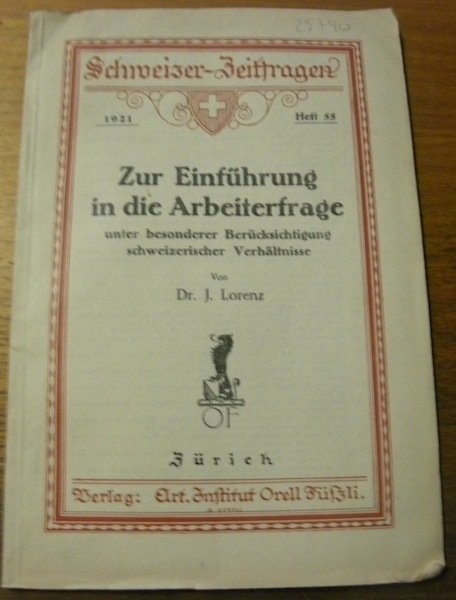 25740
Schweizer-Zeitfragen
1921 Heft 55
Zur Einführung
in die Arbeiterfrage
unter besonderer Berücksichtigung
schweizerischer Verhältnisse
Von
Dr. J. Lorenz
OF
Zürich
Verlag: Art. Institut Orell Füßli.